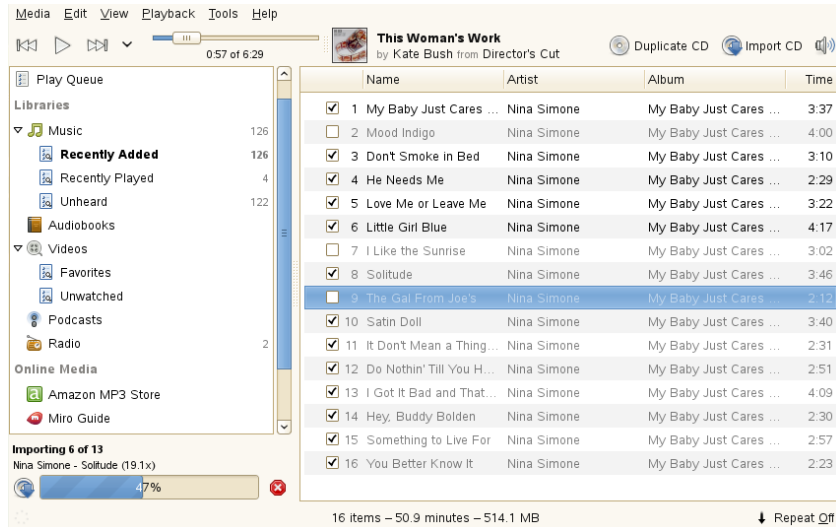 Media Edit View Playback Tools Help
0:57 of 6:29
This Woman's Work
by Kate Bush from Director's Cut
Duplicate CD Import CD
Play Queue
Libraries
Music 126
Recently Added 126
Recently Played 4
Unheard 122
Audiobooks
Videos
Favorites
Unwatched
Podcasts
Radio 2
Online Media
a Amazon MP3 Store
Miro Guide
Importing 6 of 13
Nina Simone - Solitude (19.1x)
47%
Name Artist Album Time
1 My Baby Just Cares ... Nina Simone My Baby Just Cares ... 3:37
2 Mood Indigo Nina Simone My Baby Just Cares ... 4:00
3 Don't Smoke in Bed Nina Simone My Baby Just Cares ... 3:10
4 He Needs Me Nina Simone My Baby Just Cares ... 2:29
5 Love Me or Leave Me Nina Simone My Baby Just Cares ... 3:22
6 Little Girl Blue Nina Simone My Baby Just Cares ... 4:17
7 I Like the Sunrise Nina Simone My Baby Just Cares ... 3:02
8 Solitude Nina Simone My Baby Just Cares ... 3:46
9 The Gal From Joe's Nina Simone My Baby Just Cares ... 2:12
10 Satin Doll Nina Simone My Baby Just Cares ... 3:40
11 It Don't Mean a Thing... Nina Simone My Baby Just Cares ... 2:31
12 Do Nothin' Till You H... Nina Simone My Baby Just Cares ... 2:51
13 I Got It Bad and That... Nina Simone My Baby Just Cares ... 4:09
14 Hey, Buddy Bolden Nina Simone My Baby Just Cares ... 2:30
15 Something to Live For Nina Simone My Baby Just Cares ... 2:57
16 You Better Know It Nina Simone My Baby Just Cares ... 2:23
16 items – 50.9 minutes – 514.1 MB
Repeat Off